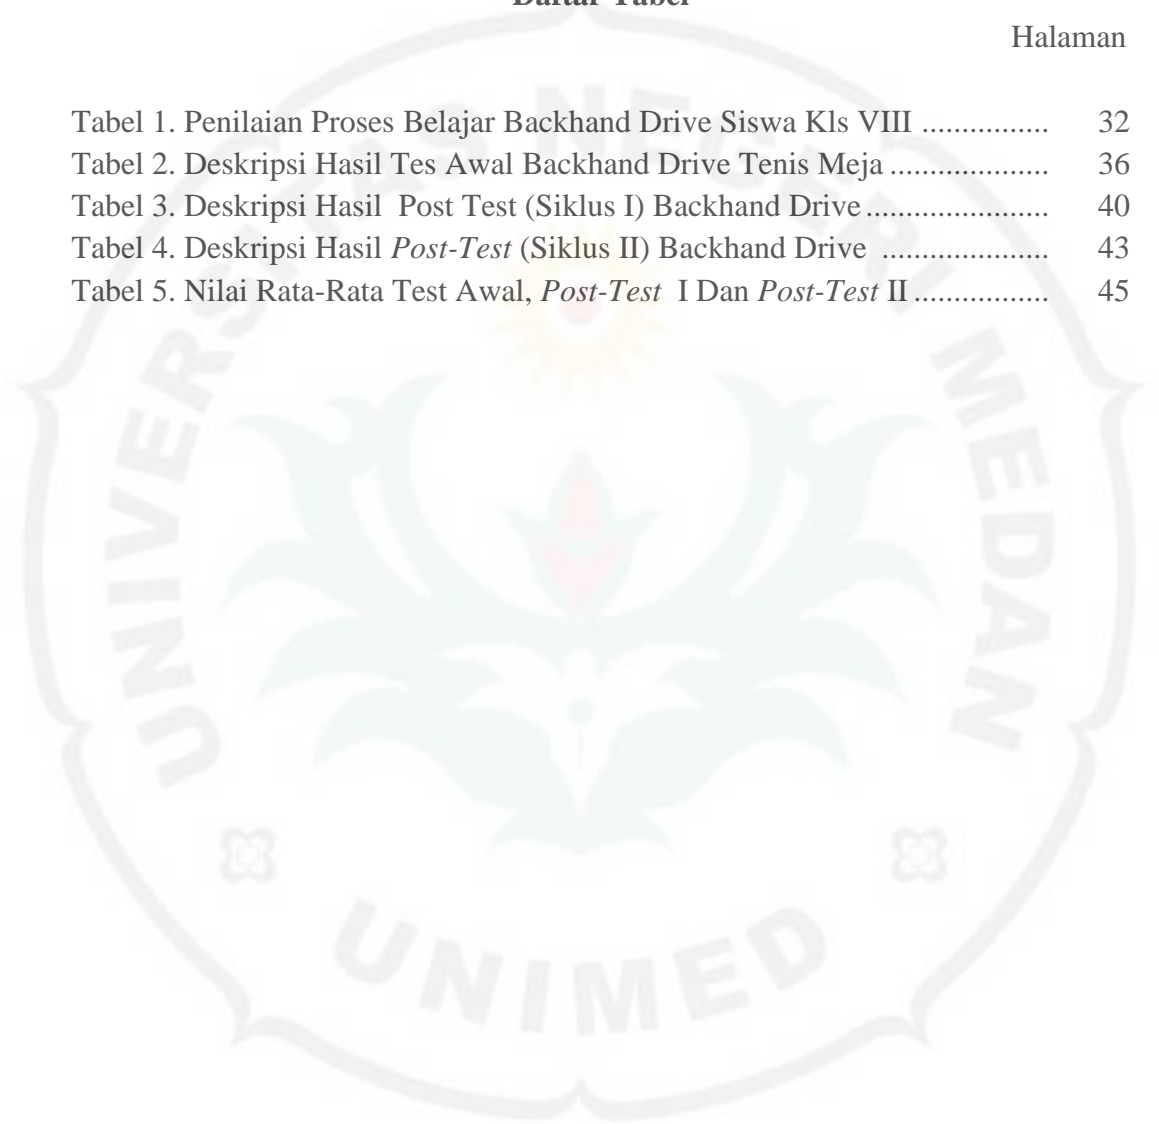 Daftar Tabel
Halaman
Tabel 1. Penilaian Proses Belajar Backhand Drive Siswa Kls VIII ................ 32
Tabel 2. Deskripsi Hasil Tes Awal Backhand Drive Tenis Meja .................... 36
Tabel 3. Deskripsi Hasil  Post Test (Siklus I) Backhand Drive ....................... 40
Tabel 4. Deskripsi Hasil Post-Test (Siklus II) Backhand Drive ..................... 43
Tabel 5. Nilai Rata-Rata Test Awal, Post-Test  I Dan Post-Test II ................. 45
UNIVERSITAS NEGERI MEDAN
UNIMED